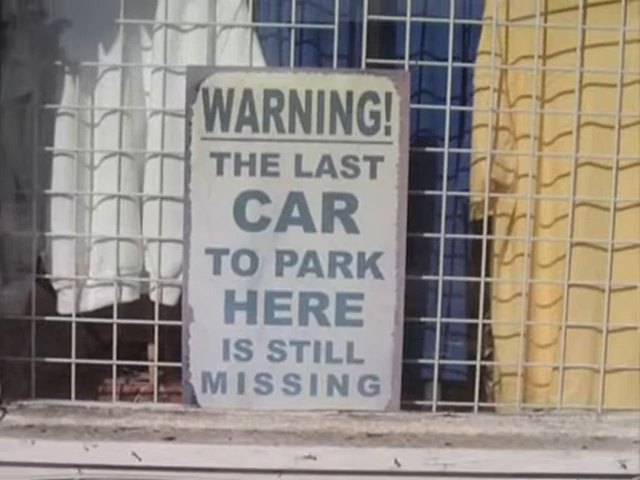 WARNING!
THE LAST
CAR
TO PARK
HERE
IS STILL
MISSING